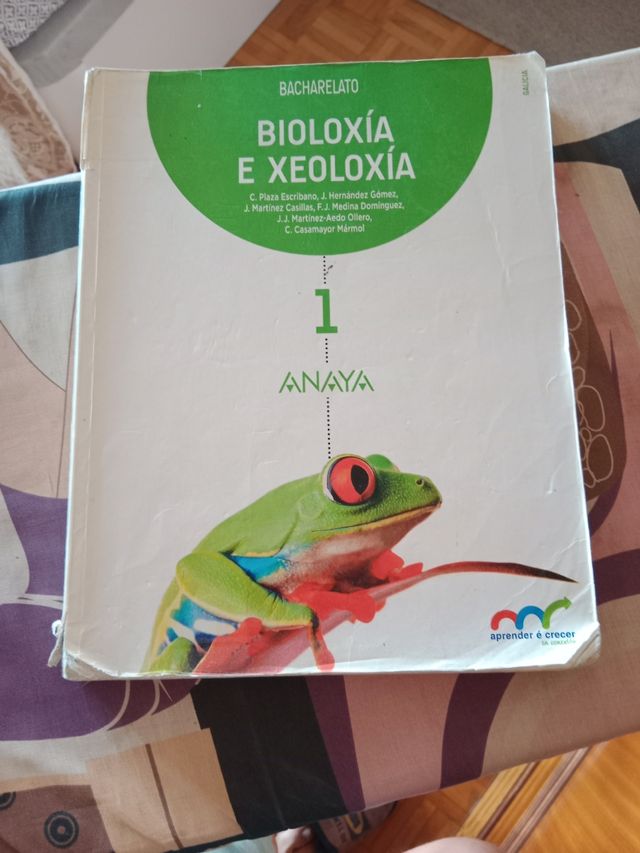 BACHARELATO
GALICIA
BIOLOXÍA
E XEOLOXÍA
C. Plaza Escribano, J. Hernández Gómez,
J. Martínez Casillas, F.J. Medina Domínguez,
J.J. Martínez-Aedo Ollero,
C. Casamayor Mármol
1
ANAYA
aprender é crecer